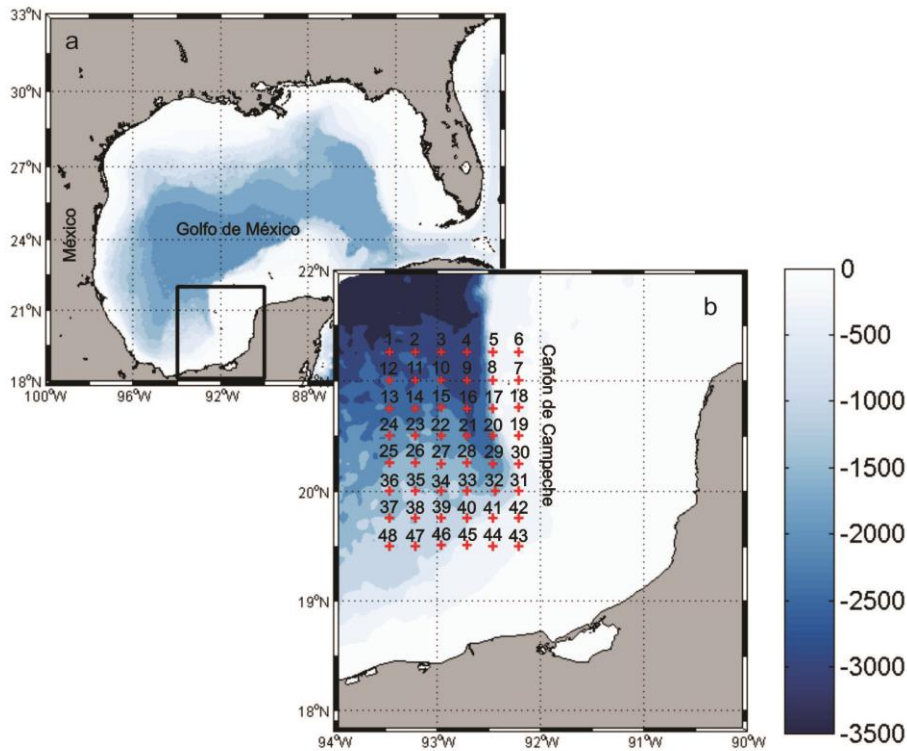 33°N
a
30°N
27°N
24°N
21°N
18°N
100°W
96°W
92°W
88°W
México
Golfo de México
22°N
b
1 2 3 4 5 6
12 11 10 9 8 7
13 14 15 16 17 18
24 23 22 21 20 19
25 26 27 28 29 30
36 35 34 33 32 31
37 38 39 40 41 42
48 47 46 45 44 43
Cañón de Campeche
20°N
19°N
18°N
94°W
93°W
92°W
91°W
90°W
0
-500
-1000
-1500
-2000
-2500
-3000
-3500